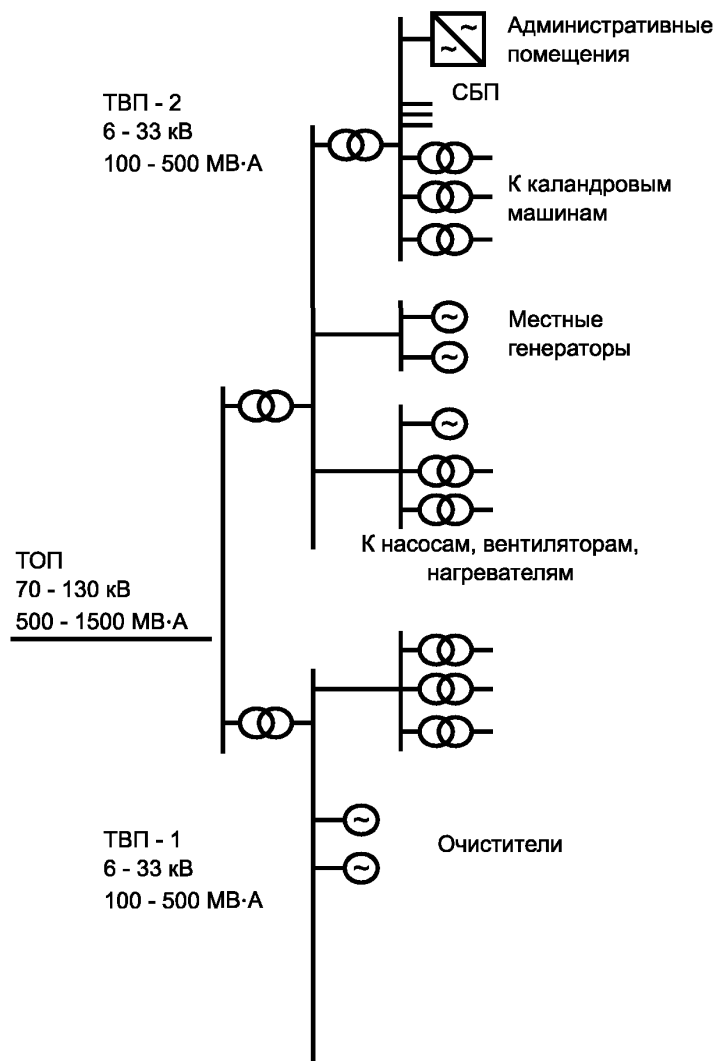 Административные
помещения
СБП
ТВП - 2
6 - 33 кВ
100 - 500 МВ·А
К каландровым
машинам
Местные
генераторы
К насосам, вентиляторам,
нагревателям
ТОП
70 - 130 кВ
500 - 1500 МВ·А
ТВП - 1
6 - 33 кВ
100 - 500 МВ·А
Очистители